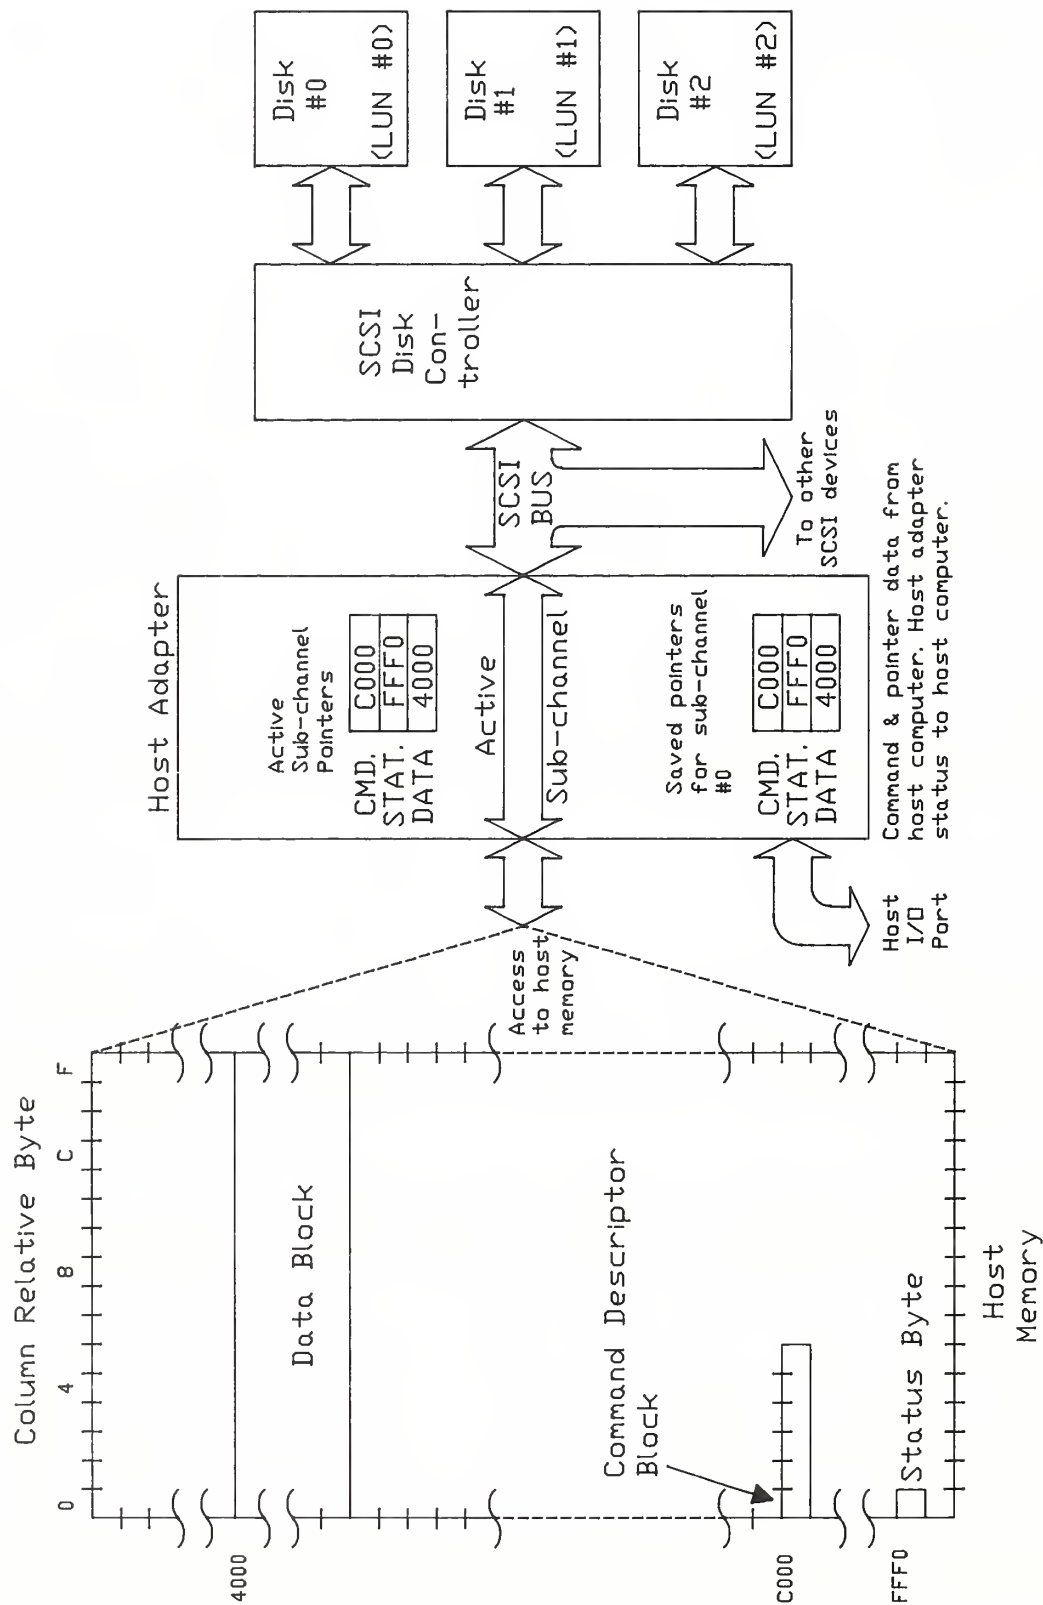 Column Relative Byte
0 4 8 C F
4000
Data Block
Command Descriptor
Block
C000
FFF0
Status Byte
Host
Memory
Access
to host
memory
Host Adapter
Active
Sub-channel
Pointers
CMD. C000
STAT. FFF0
DATA 4000
Active
Sub-channel
Saved pointers
for sub-channel
#0
CMD. C000
STAT. FFF0
DATA 4000
Host
I/O
Port
Command & pointer data from
host computer. Host adapter
status to host computer.
SCSI
BUS
To other
SCSI devices
SCSI
Disk
Con-
troller
Disk
#0
(LUN #0)
Disk
#1
(LUN #1)
Disk
#2
(LUN #2)